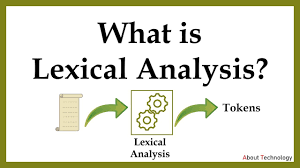 What is
Lexical Analysis?
Tokens
Lexical
Analysis
About Technology